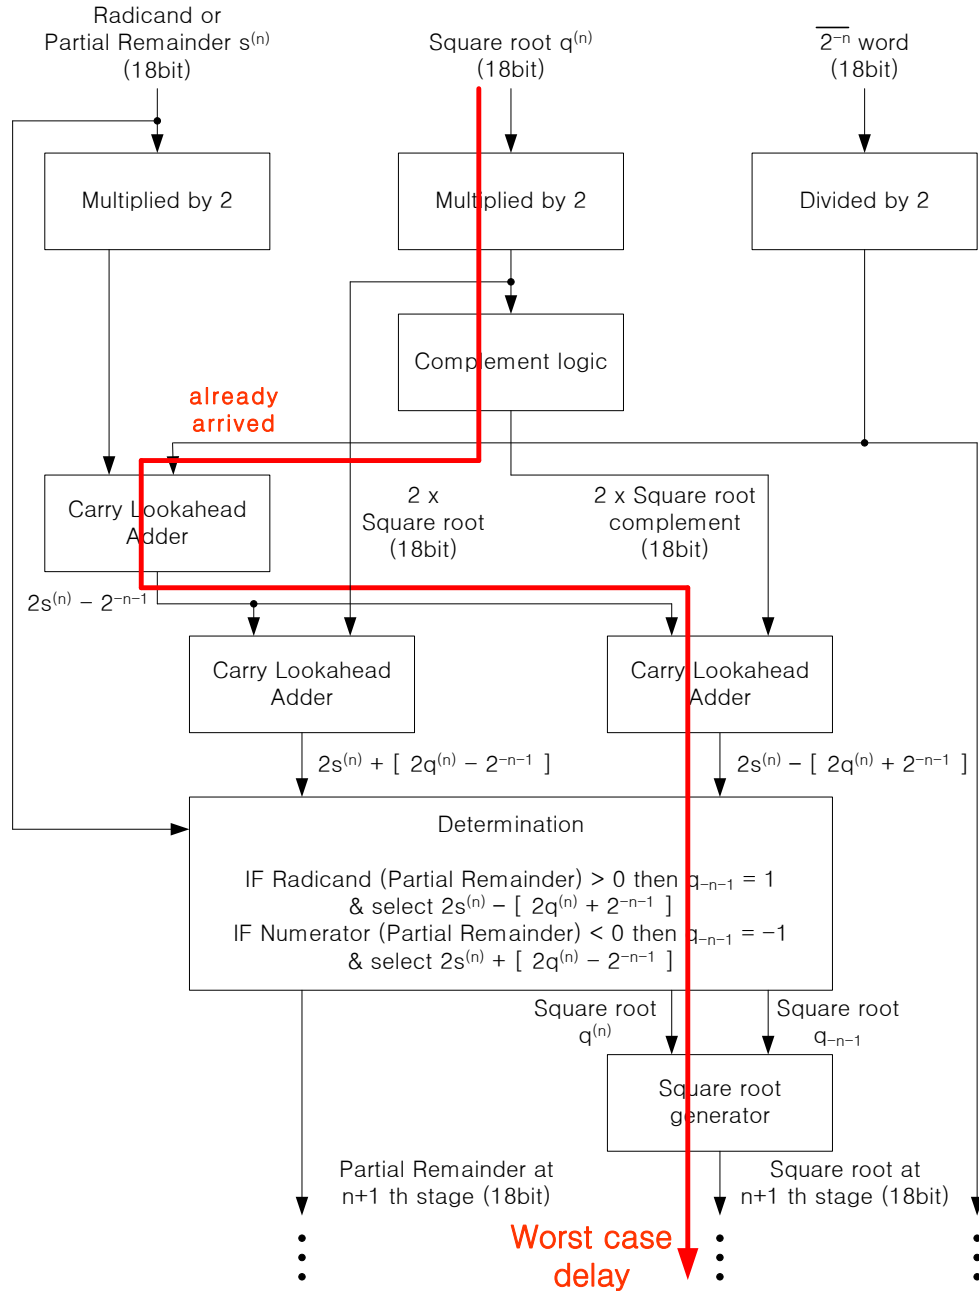 Radicand or
Partial Remainder s⁽ⁿ⁾
(18bit)
Square root q⁽ⁿ⁾
(18bit)
2̅⁻̅ⁿ̅ word
(18bit)
Multiplied by 2
Multiplied by 2
Divided by 2
Complement logic
already
arrived
Carry Lookahead
Adder
2 x
Square root
(18bit)
2 x Square root
complement
(18bit)
2s⁽ⁿ⁾ − 2⁻ⁿ⁻¹
Carry Lookahead
Adder
Carry Lookahead
Adder
2s⁽ⁿ⁾ + [ 2q⁽ⁿ⁾ − 2⁻ⁿ⁻¹ ]
2s⁽ⁿ⁾ − [ 2q⁽ⁿ⁾ + 2⁻ⁿ⁻¹ ]
Determination
IF Radicand (Partial Remainder) > 0 then q₋ₙ₋₁ = 1
& select 2s⁽ⁿ⁾ − [ 2q⁽ⁿ⁾ + 2⁻ⁿ⁻¹ ]
IF Numerator (Partial Remainder) < 0 then q₋ₙ₋₁ = −1
& select 2s⁽ⁿ⁾ + [ 2q⁽ⁿ⁾ − 2⁻ⁿ⁻¹ ]
Square root
q⁽ⁿ⁾
Square root
q₋ₙ₋₁
Square root
generator
Partial Remainder at
n+1 th stage (18bit)
Square root at
n+1 th stage (18bit)
Worst case
delay